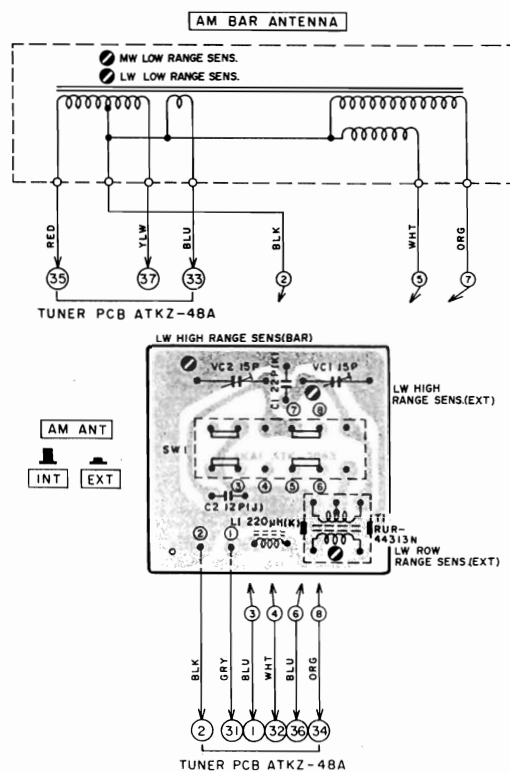 AM BAR ANTENNA
MW LOW RANGE SENS.
LW LOW RANGE SENS.
RED
YLW
BLU
BLK
WHT
ORG
35
37
33
2
5
7
TUNER PCB ATKZ-48A
LW HIGH RANGE SENS(BAR)
VC2 15P
C1 22P(K)
VC1 15P
LW HIGH
RANGE SENS.(EXT)
7
8
AM ANT
INT
EXT
SW1
3
4
5
6
C2 12P(J)
2
1
L1 220μH(K)
T1
RUR-
44313N
LW ROW
RANGE SENS.(EXT)
3
4
6
8
BLK
GRY
BLU
WHT
BLU
ORG
2
31
1
32
36
34
TUNER PCB ATKZ-48A